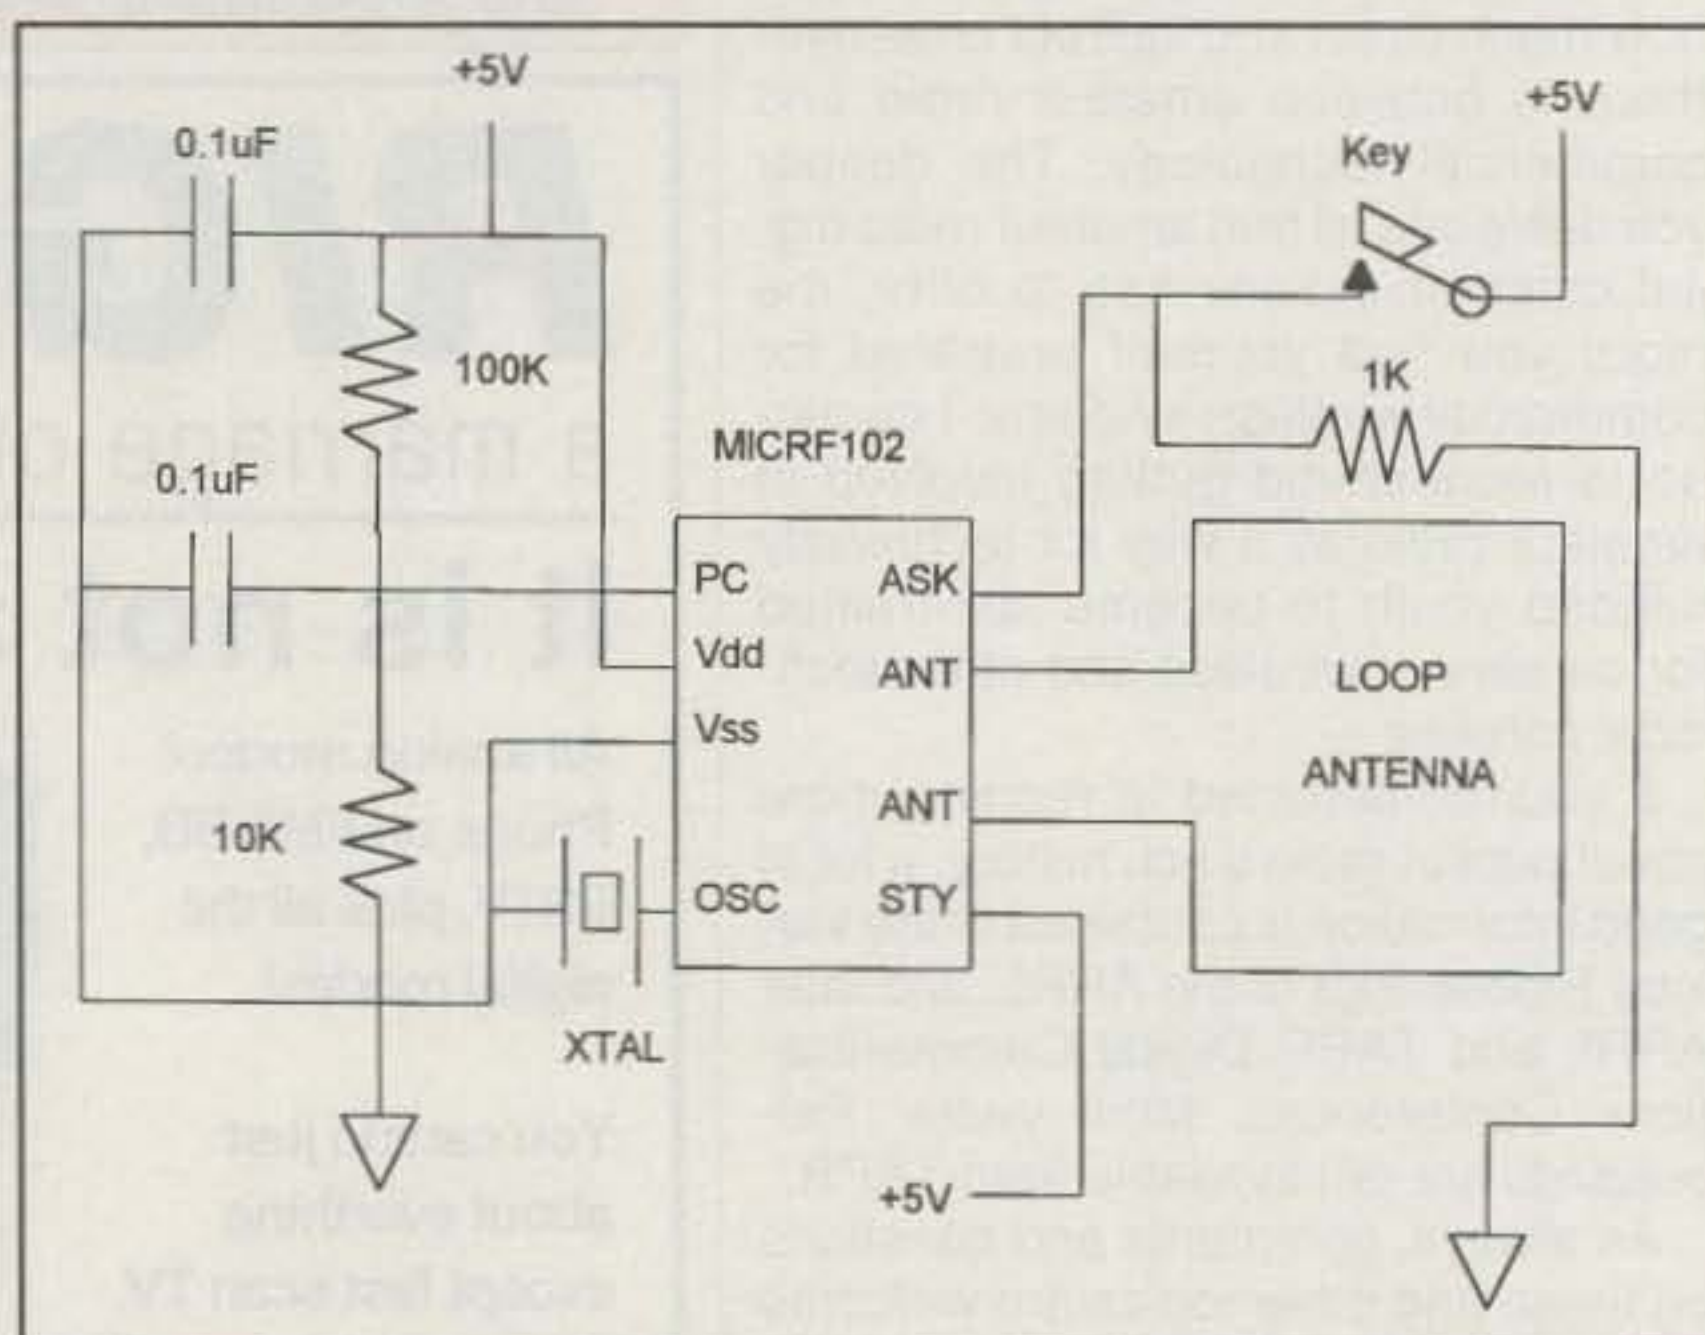 +5V
+5V
0.1uF
Key
100K
1K
MICRF102
0.1uF
PC
ASK
Vdd
ANT
LOOP
Vss
ANTENNA
ANT
10K
OSC
STY
XTAL
+5V